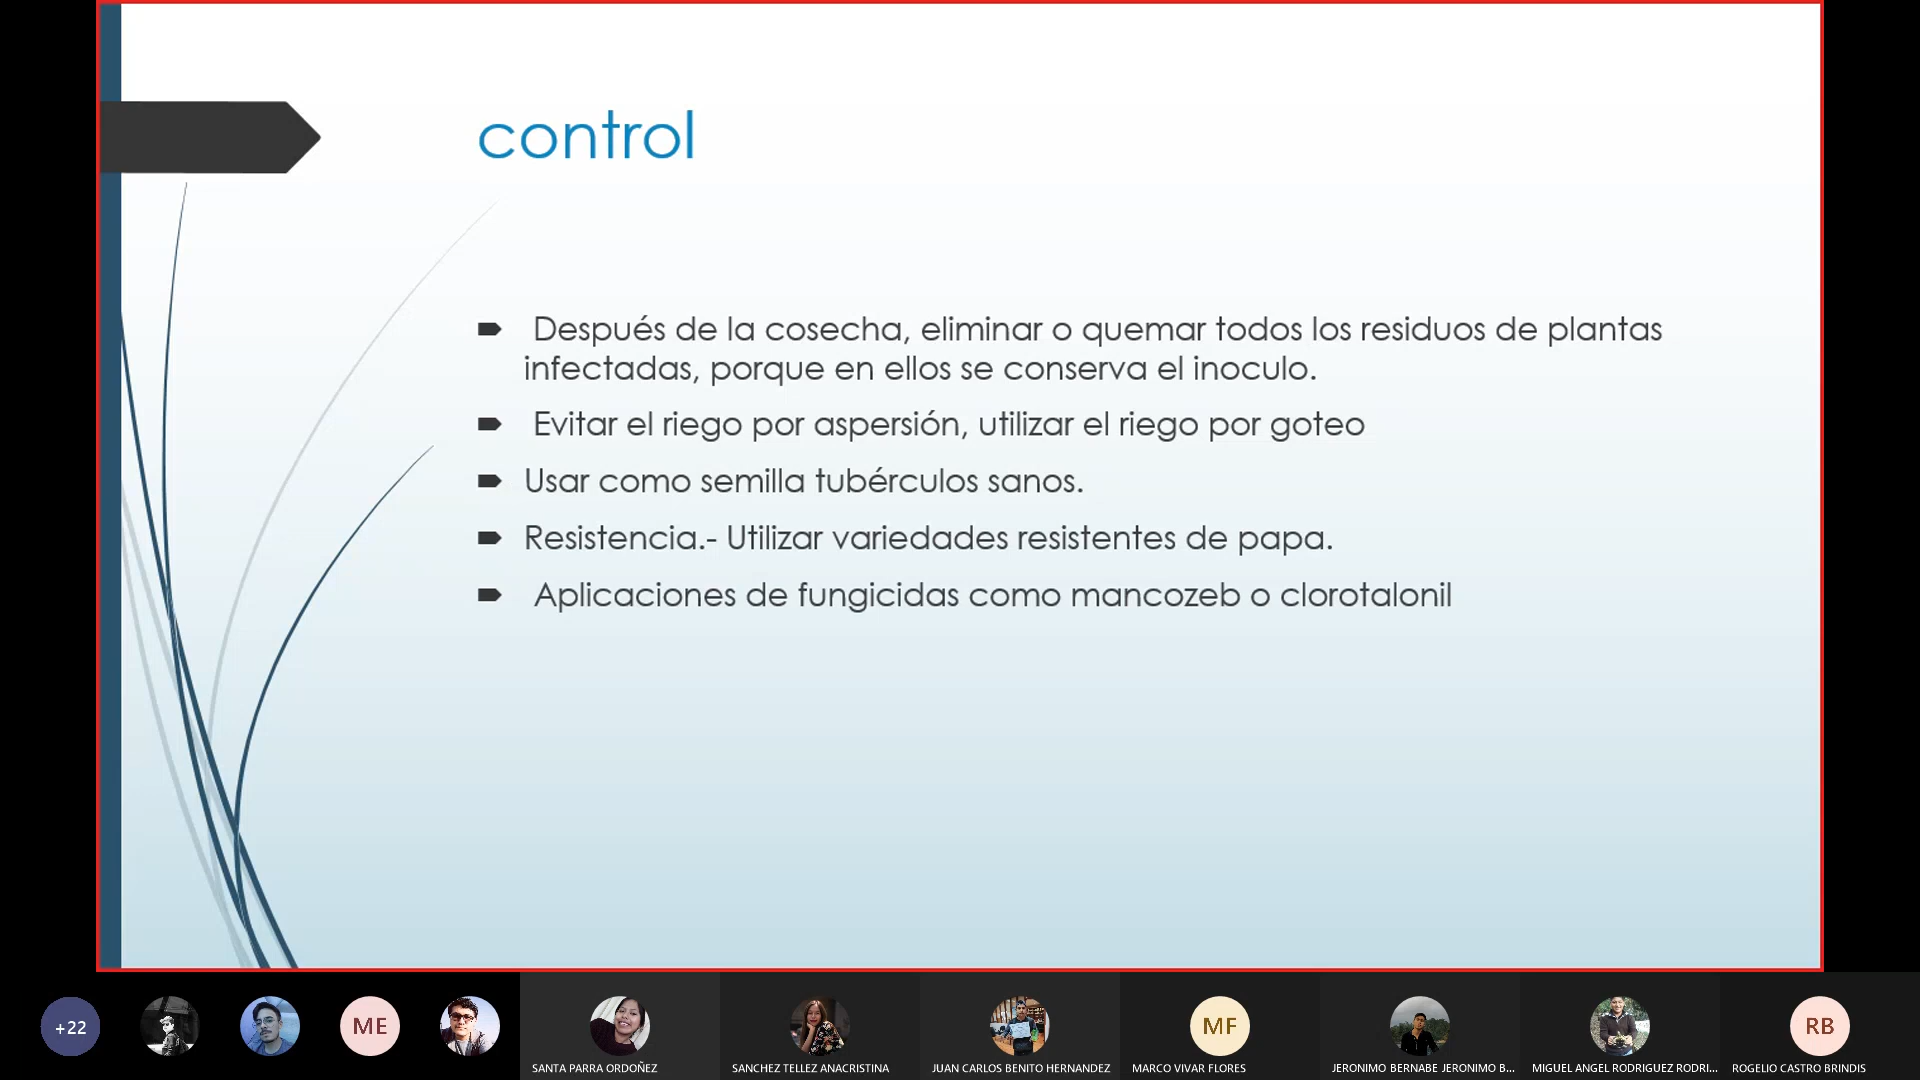 control
Después de la cosecha, eliminar o quemar todos los residuos de plantas
infectadas, porque en ellos se conserva el inoculo.
Evitar el riego por aspersión, utilizar el riego por goteo
Usar como semilla tubérculos sanos.
Resistencia.- Utilizar variedades resistentes de papa.
Aplicaciones de fungicidas como mancozeb o clorotalonil
+22
ME
MF
RB
SANTA PARRA ORDOÑEZ
SANCHEZ TELLEZ ANACRISTINA
JUAN CARLOS BENITO HERNANDEZ
MARCO VIVAR FLORES
JERONIMO BERNABE JERONIMO B...
MIGUEL ANGEL RODRIGUEZ RODRI...
ROGELIO CASTRO BRINDIS